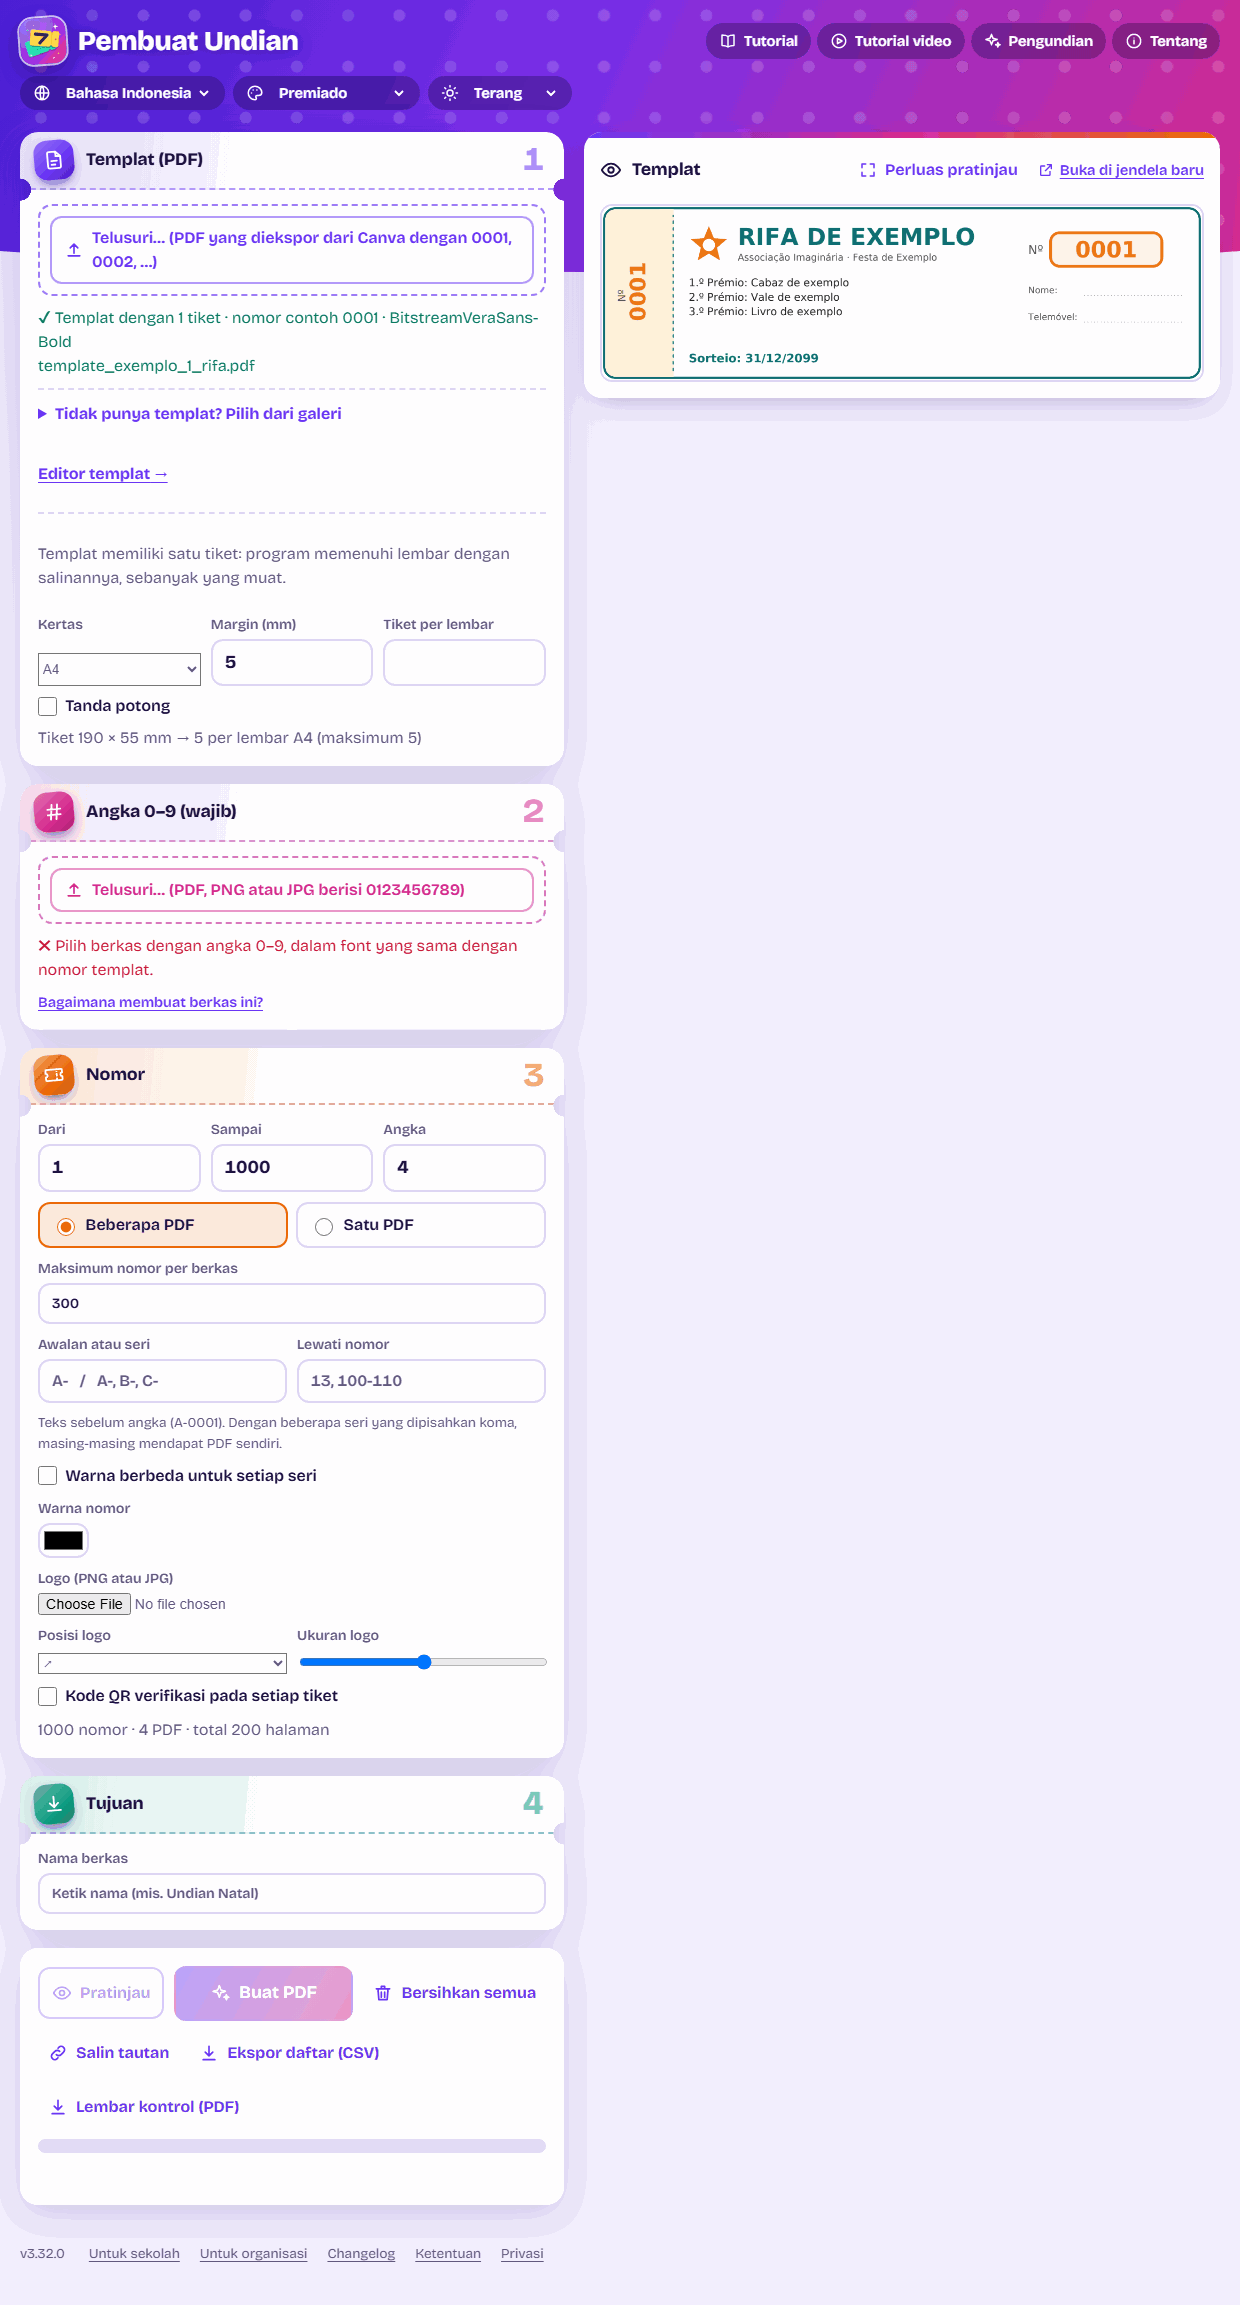 Pembuat Undian
Tutorial
Tutorial video
Pengundian
Tentang
Bahasa Indonesia
Premiado
Terang
Templat (PDF)
1
Telusuri... (PDF yang diekspor dari Canva dengan 0001,
0002, ...)
✓ Templat dengan 1 tiket · nomor contoh 0001 · BitstreamVeraSans-
Bold
template_exemplo_1_rifa.pdf
Tidak punya templat? Pilih dari galeri
Editor templat →
Templat memiliki satu tiket: program memenuhi lembar dengan
salinannya, sebanyak yang muat.
Kertas
Margin (mm)
Tiket per lembar
A4
5
Tanda potong
Tiket 190 × 55 mm → 5 per lembar A4 (maksimum 5)
Angka 0–9 (wajib)
2
Telusuri... (PDF, PNG atau JPG berisi 0123456789)
✕ Pilih berkas dengan angka 0–9, dalam font yang sama dengan
nomor templat.
Bagaimana membuat berkas ini?
Nomor
3
Dari
Sampai
Angka
1
1000
4
Beberapa PDF
Satu PDF
Maksimum nomor per berkas
300
Awalan atau seri
Lewati nomor
A- / A-, B-, C-
13, 100-110
Teks sebelum angka (A-0001). Dengan beberapa seri yang dipisahkan koma,
masing-masing mendapat PDF sendiri.
Warna berbeda untuk setiap seri
Warna nomor
Logo (PNG atau JPG)
Choose File No file chosen
Posisi logo
Ukuran logo
↗
Kode QR verifikasi pada setiap tiket
1000 nomor · 4 PDF · total 200 halaman
Tujuan
4
Nama berkas
Ketik nama (mis. Undian Natal)
Pratinjau
Buat PDF
Bersihkan semua
Salin tautan
Ekspor daftar (CSV)
Lembar kontrol (PDF)
v3.32.0
Untuk sekolah
Untuk organisasi
Changelog
Ketentuan
Privasi
Templat
Perluas pratinjau
Buka di jendela baru
Nº
0001
RIFA DE EXEMPLO
Associação Imaginária · Festa de Exemplo
1.º Prémio: Cabaz de exemplo
2.º Prémio: Vale de exemplo
3.º Prémio: Livro de exemplo
Sorteio: 31/12/2099
Nº
0001
Nome:
Telemóvel: